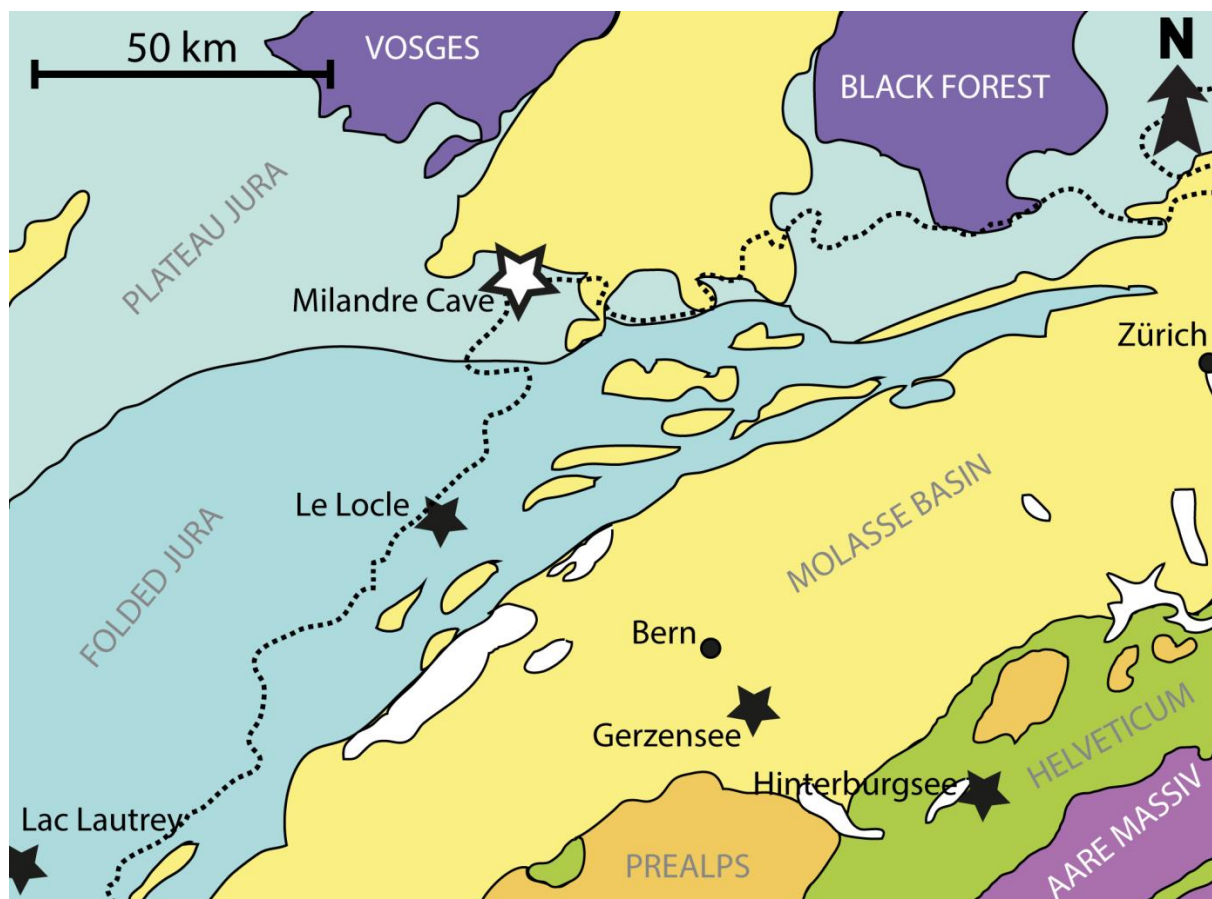 50 km
VOSGES
BLACK FOREST
N
PLATEAU JURA
Milandre Cave
Zürich
Le Locle
FOLDED JURA
MOLASSE BASIN
Bern
Gerzensee
HELVETICUM
Hinterburgsee
Lac Lautrey
PREALPS
AARE MASSIV